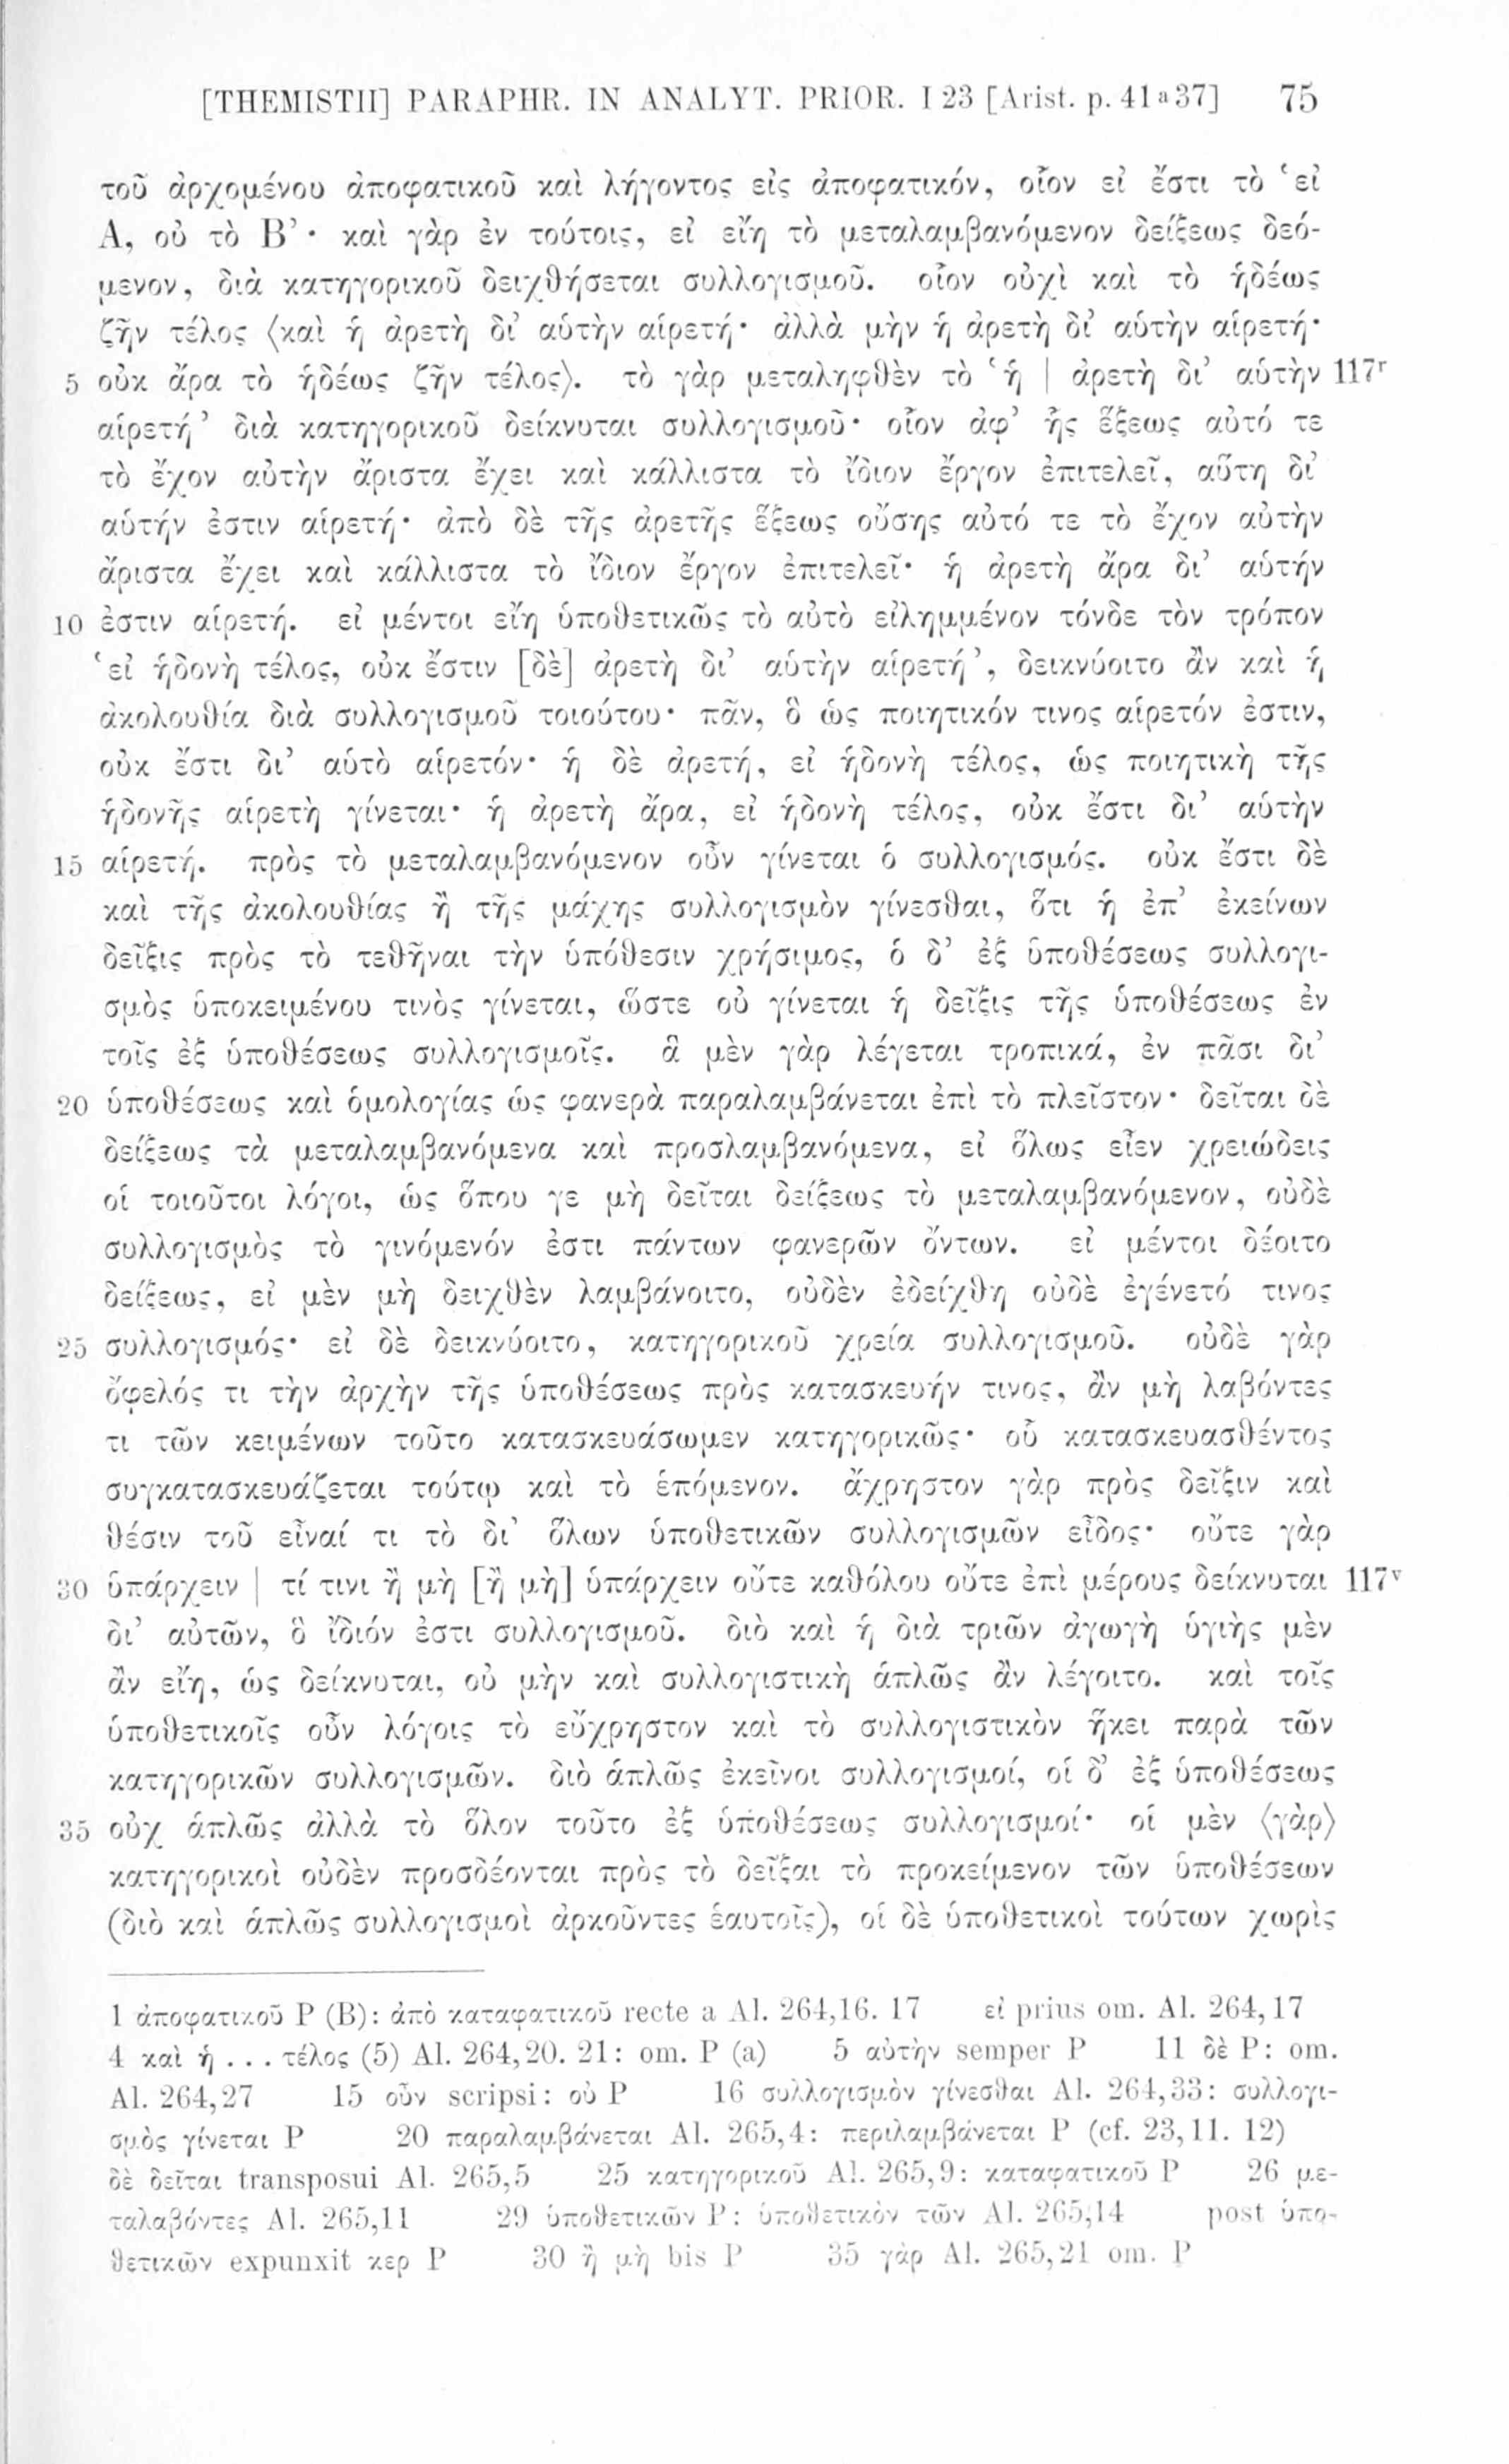 [THEMISTII] PARAPHR. IN ANALYT. PRIOR. I 23 [Arist. p. 41 a 37] 75
τοῦ ἀρχομένου ἀποφατικοῦ καὶ λήγοντος εἰς ἀποφατικόν, οἷον εἰ ἔστι τὸ ‘εἰ
Α, οὐ τὸ Β’· καὶ γὰρ ἐν τούτοις, εἰ εἴη τὸ μεταλαμβανόμενον δείξεως δεό-
μενον, διὰ κατηγορικοῦ δειχθήσεται συλλογισμοῦ. οἷον οὐχὶ καὶ τὸ ἡδέως
ζῆν τέλος ⟨καὶ ἡ ἀρετὴ δι’ αὑτὴν αἱρετή· ἀλλὰ μὴν ἡ ἀρετὴ δι’ αὑτὴν αἱρετή·
5 οὐκ ἄρα τὸ ἡδέως ζῆν τέλος⟩. τὸ γὰρ μεταληφθὲν τὸ ‘ἡ | ἀρετὴ δι’ αὑτὴν 117r
αἱρετή’ διὰ κατηγορικοῦ δείκνυται συλλογισμοῦ· οἷον ἀφ’ ἧς ἕξεως αὐτό τε
τὸ ἔχον αὐτὴν ἄριστα ἔχει καὶ κάλλιστα τὸ ἴδιον ἔργον ἐπιτελεῖ, αὕτη δι’
αὑτήν ἐστιν αἱρετή· ἀπὸ δὲ τῆς ἀρετῆς ἕξεως οὔσης αὐτό τε τὸ ἔχον αὐτὴν
ἄριστα ἔχει καὶ κάλλιστα τὸ ἴδιον ἔργον ἐπιτελεῖ· ἡ ἀρετὴ ἄρα δι’ αὑτήν
10 ἐστιν αἱρετή. εἰ μέντοι εἴη ὑποθετικῶς τὸ αὐτὸ εἰλημμένον τόνδε τὸν τρόπον
‘εἰ ἡδονὴ τέλος, οὐκ ἔστιν [δὲ] ἀρετὴ δι’ αὑτὴν αἱρετή’, δεικνύοιτο ἂν καὶ ἡ
ἀκολουθία διὰ συλλογισμοῦ τοιούτου· πᾶν, ὃ ὡς ποιητικόν τινος αἱρετόν ἐστιν,
οὐκ ἔστι δι’ αὑτὸ αἱρετόν· ἡ δὲ ἀρετή, εἰ ἡδονὴ τέλος, ὡς ποιητικὴ τῆς
ἡδονῆς αἱρετὴ γίνεται· ἡ ἀρετὴ ἄρα, εἰ ἡδονὴ τέλος, οὐκ ἔστι δι’ αὑτὴν
15 αἱρετή. πρὸς τὸ μεταλαμβανόμενον οὖν γίνεται ὁ συλλογισμός. οὐκ ἔστι δὲ
καὶ τῆς ἀκολουθίας ἢ τῆς μάχης συλλογισμὸν γίνεσθαι, ὅτι ἡ ἐπ’ ἐκείνων
δεῖξις πρὸς τὸ τεθῆναι τὴν ὑπόθεσιν χρήσιμος, ὁ δ’ ἐξ ὑποθέσεως συλλογι-
σμὸς ὑποκειμένου τινὸς γίνεται, ὥστε οὐ γίνεται ἡ δεῖξις τῆς ὑποθέσεως ἐν
τοῖς ἐξ ὑποθέσεως συλλογισμοῖς. ἃ μὲν γὰρ λέγεται τροπικά, ἐν πᾶσι δι’
20 ὑποθέσεως καὶ ὁμολογίας ὡς φανερὰ παραλαμβάνεται ἐπὶ τὸ πλεῖστον· δεῖται δὲ
δείξεως τὰ μεταλαμβανόμενα καὶ προσλαμβανόμενα, εἰ ὅλως εἶεν χρειώδεις
οἱ τοιοῦτοι λόγοι, ὡς ὅπου γε μὴ δεῖται δείξεως τὸ μεταλαμβανόμενον, οὐδὲ
συλλογισμὸς τὸ γινόμενόν ἐστι πάντων φανερῶν ὄντων. εἰ μέντοι δέοιτο
δείξεως, εἰ μὲν μὴ δειχθὲν λαμβάνοιτο, οὐδὲν ἐδείχθη οὐδὲ ἐγένετό τινος
25 συλλογισμός· εἰ δὲ δεικνύοιτο, κατηγορικοῦ χρεία συλλογισμοῦ. οὐδὲ γὰρ
ὄφελός τι τὴν ἀρχὴν τῆς ὑποθέσεως πρὸς κατασκευήν τινος, ἂν μὴ λαβόντες
τι τῶν κειμένων τοῦτο κατασκευάσωμεν κατηγορικῶς· οὗ κατασκευασθέντος
συγκατασκευάζεται τούτῳ καὶ τὸ ἑπόμενον. ἄχρηστον γὰρ πρὸς δεῖξιν καὶ
θέσιν τοῦ εἶναί τι τὸ δι’ ὅλων ὑποθετικῶν συλλογισμῶν εἶδος· οὔτε γὰρ
30 ὑπάρχειν | τί τινι ἢ μὴ [ἢ μὴ] ὑπάρχειν οὔτε καθόλου οὔτε ἐπὶ μέρους δείκνυται 117v
δι’ αὐτῶν, ὃ ἴδιόν ἐστι συλλογισμοῦ. διὸ καὶ ἡ διὰ τριῶν ἀγωγὴ ὑγιὴς μὲν
ἂν εἴη, ὡς δείκνυται, οὐ μὴν καὶ συλλογιστικὴ ἁπλῶς ἂν λέγοιτο. καὶ τοῖς
ὑποθετικοῖς οὖν λόγοις τὸ εὔχρηστον καὶ τὸ συλλογιστικὸν ἥκει παρὰ τῶν
κατηγορικῶν συλλογισμῶν. διὸ ἁπλῶς ἐκεῖνοι συλλογισμοί, οἱ δ’ ἐξ ὑποθέσεως
35 οὐχ ἁπλῶς ἀλλὰ τὸ ὅλον τοῦτο ἐξ ὑποθέσεως συλλογισμοί· οἱ μὲν ⟨γὰρ⟩
κατηγορικοὶ οὐδὲν προσδέονται πρὸς τὸ δεῖξαι τὸ προκείμενον τῶν ὑποθέσεων
(διὸ καὶ ἁπλῶς συλλογισμοὶ ἀρκοῦντες ἑαυτοῖς), οἱ δὲ ὑποθετικοὶ τούτων χωρὶς
1 ἀποφατικοῦ P (B): ἀπὸ καταφατικοῦ recte a Al. 264,16. 17 εἰ prius om. Al. 264,17
4 καὶ ἡ . . . τέλος (5) Al. 264,20. 21: om. P (a) 5 αὐτὴν semper P 11 δὲ P: om.
Al. 264,27 15 οὖν scripsi: οὐ P 16 συλλογισμὸν γίνεσθαι Al. 264,33: συλλογι-
σμὸς γίνεται P 20 παραλαμβάνεται Al. 265,4: περιλαμβάνεται P (cf. 23,11. 12)
δὲ δεῖται transposui Al. 265,5 25 κατηγορικοῦ Al. 265,9: καταφατικοῦ P 26 με-
ταλαβόντες Al. 265,11 29 ὑποθετικῶν P: ὑποθετικὸν τῶν Al. 265,14 post ὑπο-
θετικῶν expunxit κερ P 30 ἢ μὴ bis P 35 γὰρ Al. 265,21 om. P